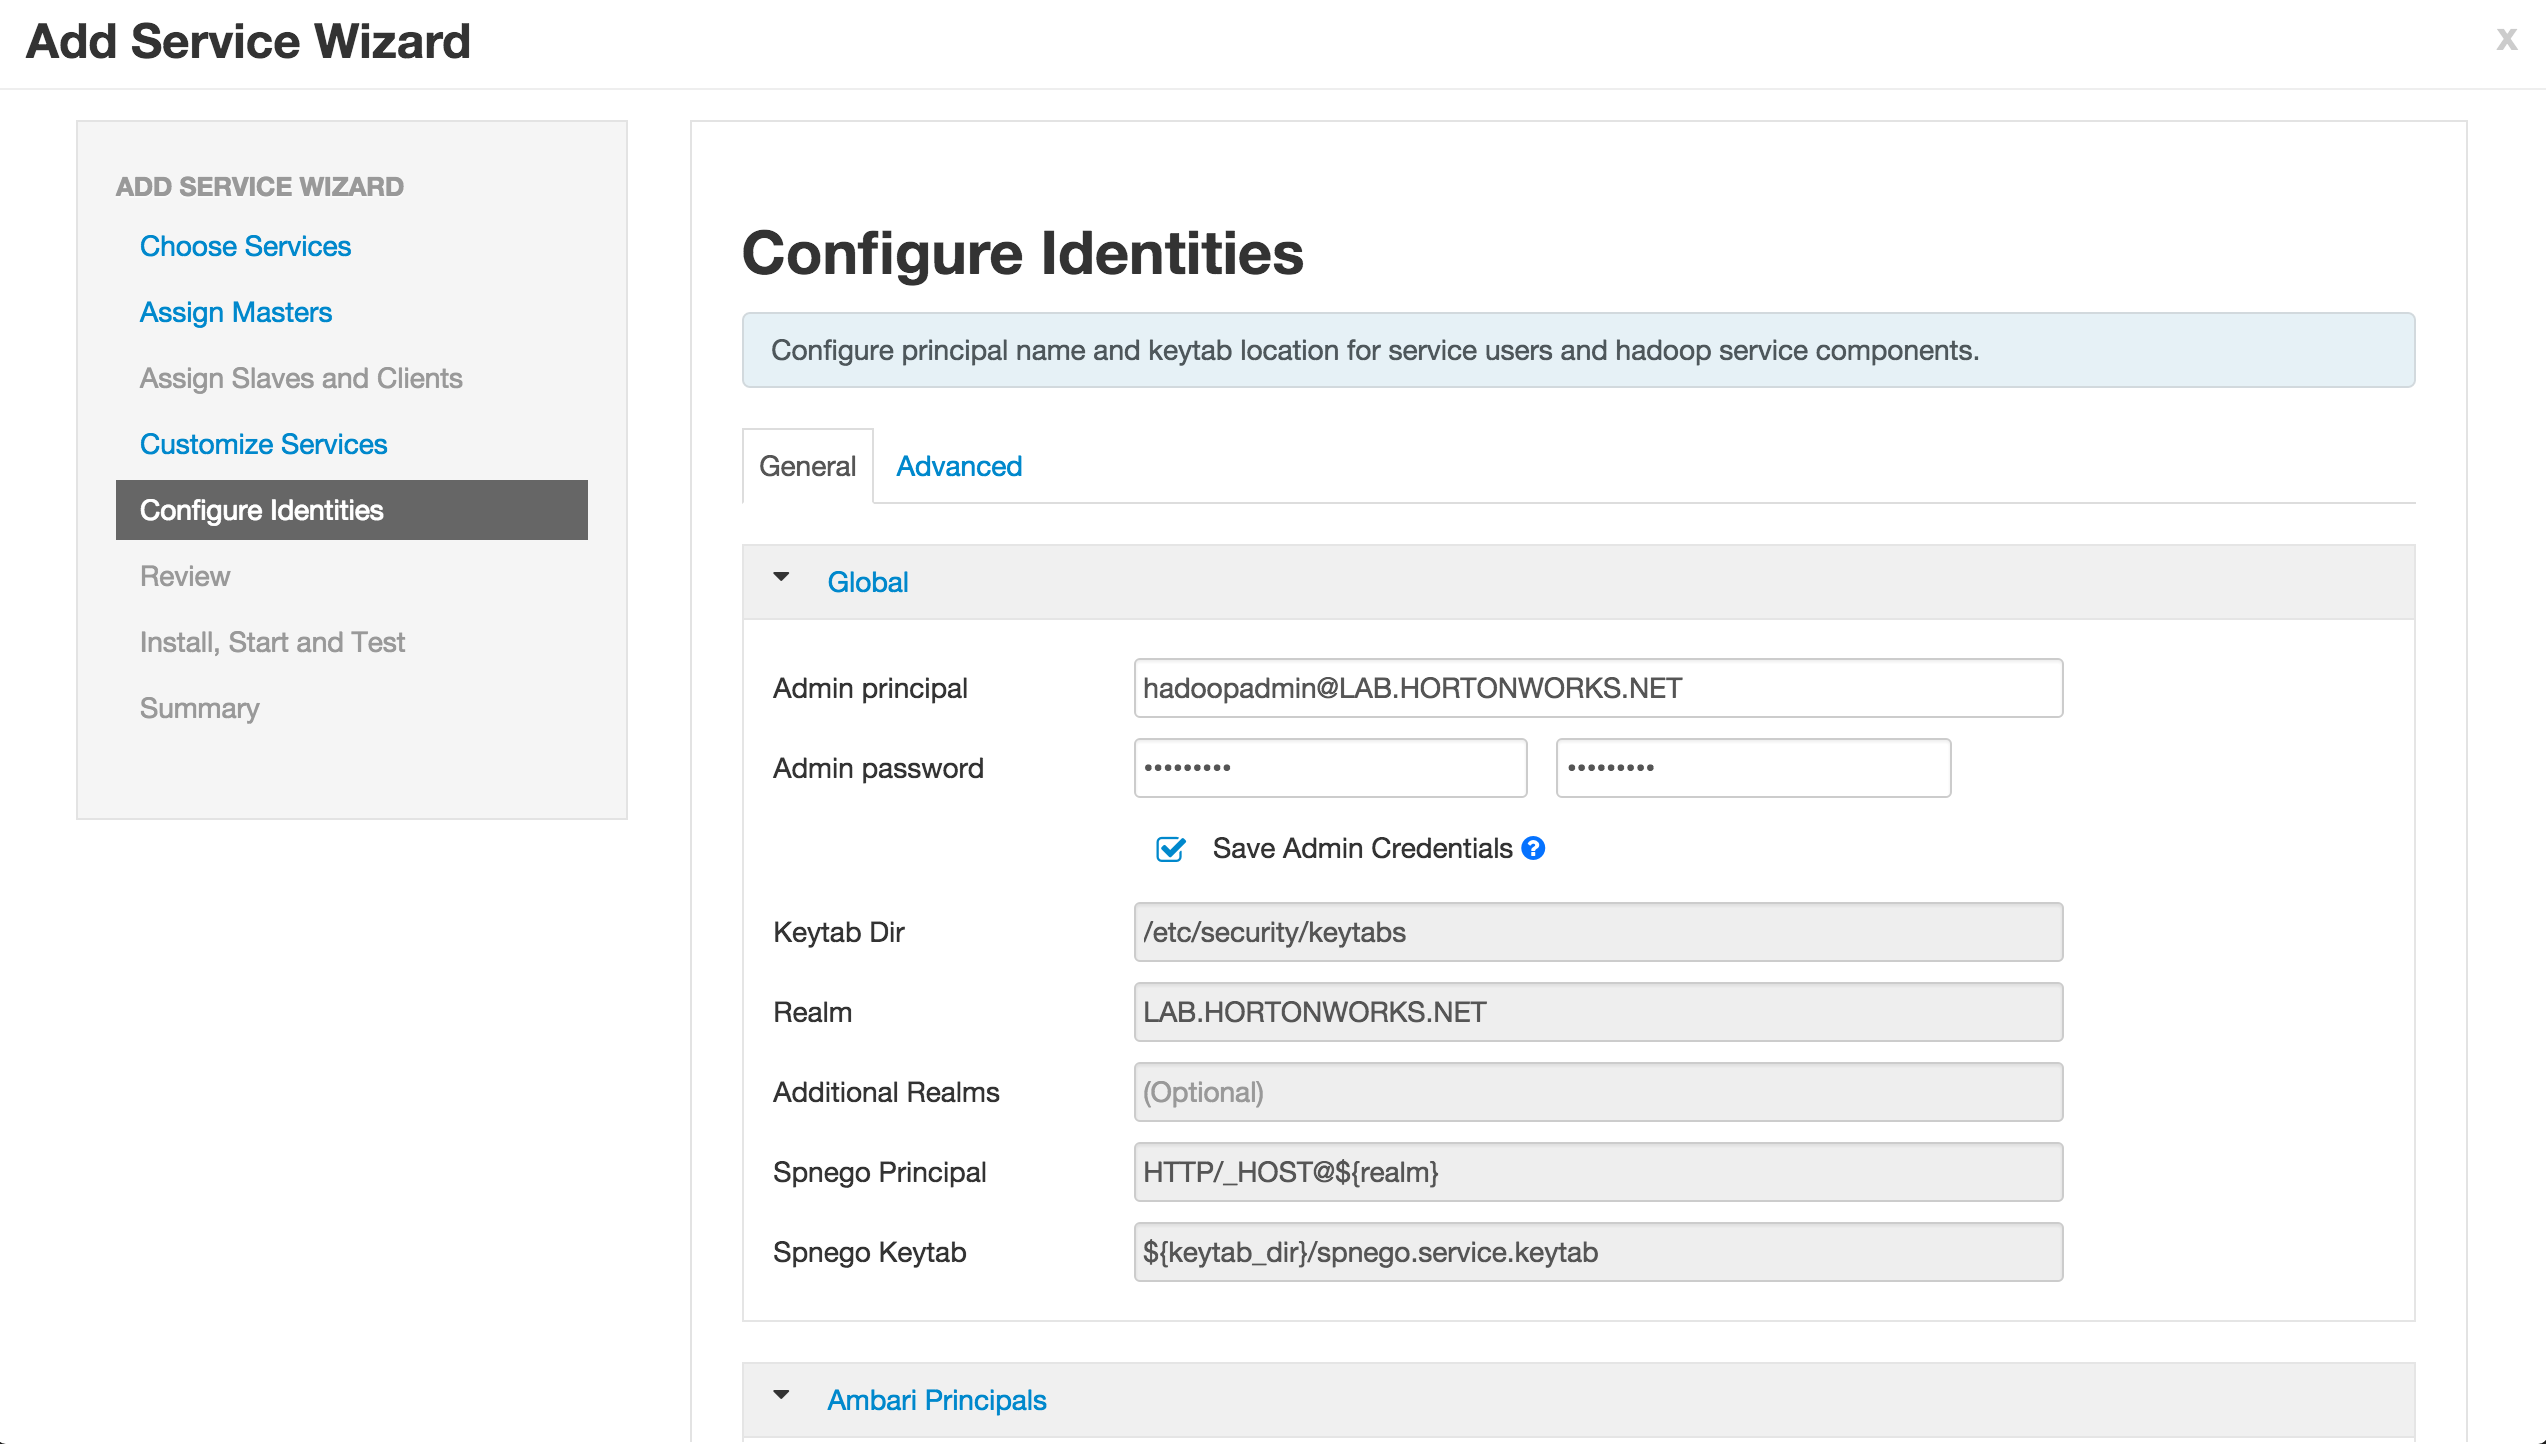 Add Service Wizard
x
ADD SERVICE WIZARD
Choose Services
Assign Masters
Assign Slaves and Clients
Customize Services
Configure Identities
Review
Install, Start and Test
Summary
Configure Identities
Configure principal name and keytab location for service users and hadoop service components.
General Advanced
Global
Admin principal hadoopadmin@LAB.HORTONWORKS.NET
Admin password ••••••••• •••••••••
Save Admin Credentials ?
Keytab Dir /etc/security/keytabs
Realm LAB.HORTONWORKS.NET
Additional Realms (Optional)
Spnego Principal HTTP/_HOST@${realm}
Spnego Keytab ${keytab_dir}/spnego.service.keytab
Ambari Principals